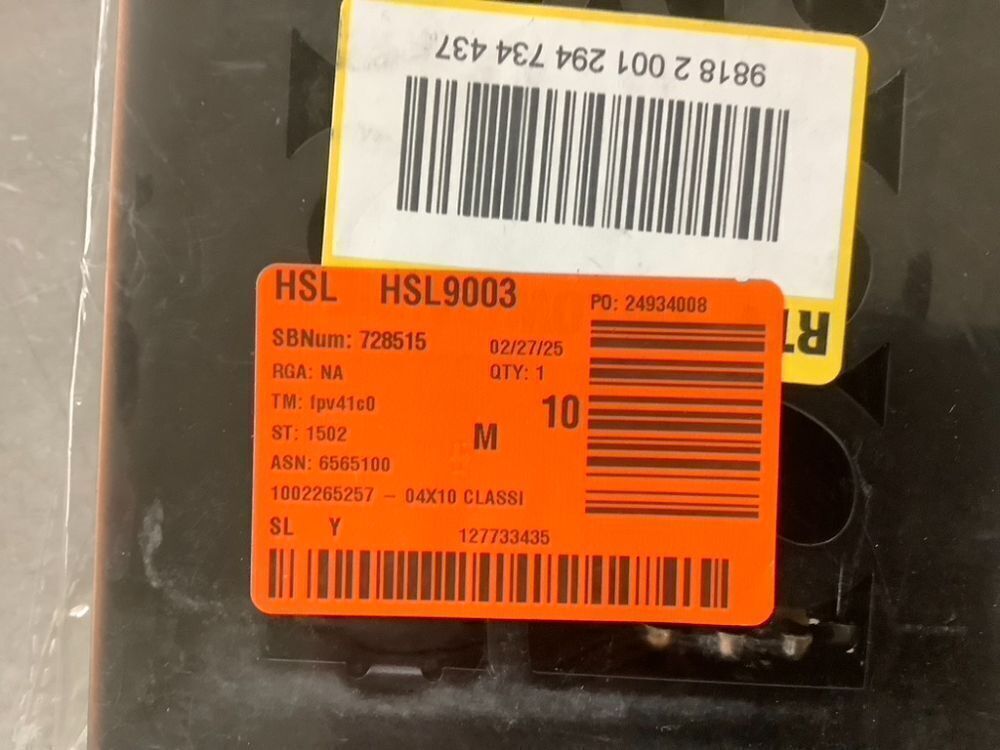 9818 2 001 294 734 437
HSL HSL9003
PO: 24934008
SBNum: 728515
02/27/25
RGA: NA
QTY: 1
TM: fpv41c0
10
ST: 1502
M
ASN: 6565100
1002265257 - 04X10 CLASSI
SL Y
127733435